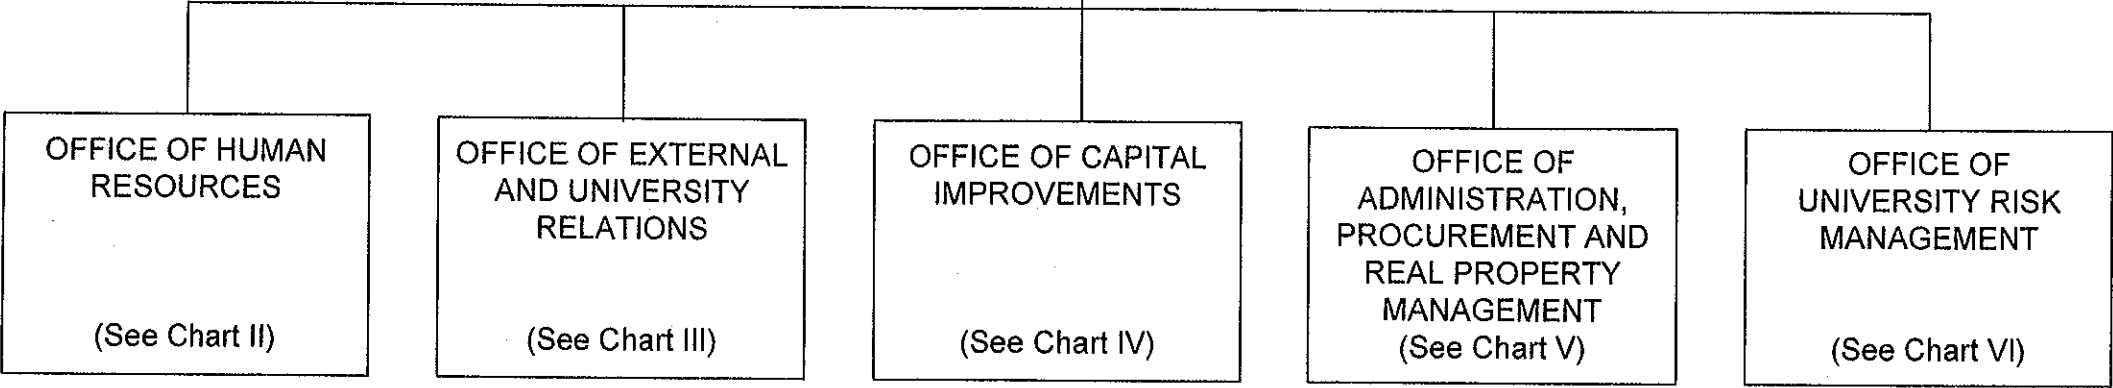 OFFICE OF HUMAN
RESOURCES
(See Chart II)
OFFICE OF EXTERNAL
AND UNIVERSITY
RELATIONS
(See Chart III)
OFFICE OF CAPITAL
IMPROVEMENTS
(See Chart IV)
OFFICE OF
ADMINISTRATION,
PROCUREMENT AND
REAL PROPERTY
MANAGEMENT
(See Chart V)
OFFICE OF
UNIVERSITY RISK
MANAGEMENT
(See Chart VI)